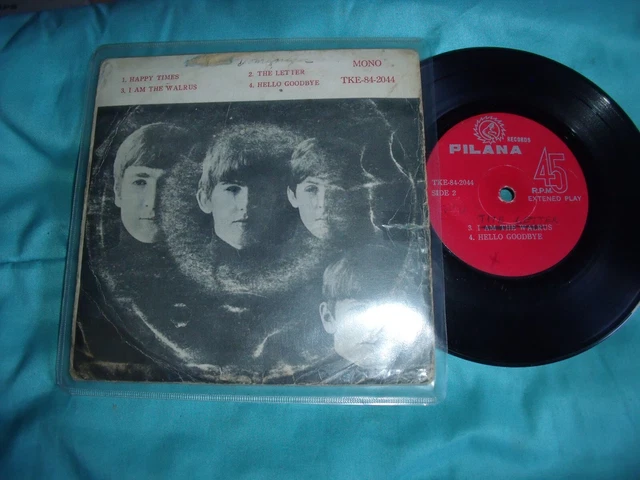 1. HAPPY TIMES
2. THE LETTER
MONO
3. I AM THE WALRUS
4. HELLO GOODBYE
TKE-84-2044
RECORDS
PILANA
45
R.P.M
EXTENED PLAY
TKE-84-2044
SIDE 2
3. I AM THE WALRUS
4. HELLO GOODBYE